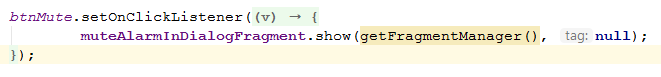 btnMute.setOnClickListener((v) → {
muteAlarmInDialogFragment.show(getFragmentManager(), tag: null);
});